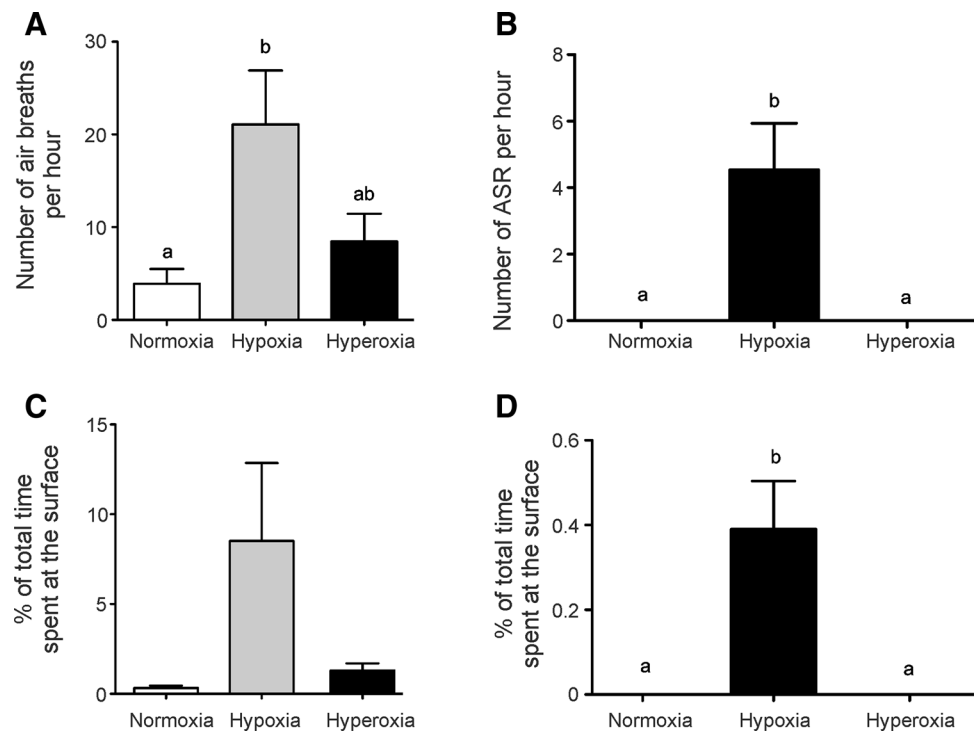 A
Number of air breaths
per hour
30
20
10
0
a
b
ab
Normoxia Hypoxia Hyperoxia
B
Number of ASR per hour
8
6
4
2
0
a
b
a
Normoxia Hypoxia Hyperoxia
C
% of total time
spent at the surface
15
10
5
0
Normoxia Hypoxia Hyperoxia
D
% of total time
spent at the surface
0.6
0.4
0.2
0
a
b
a
Normoxia Hypoxia Hyperoxia